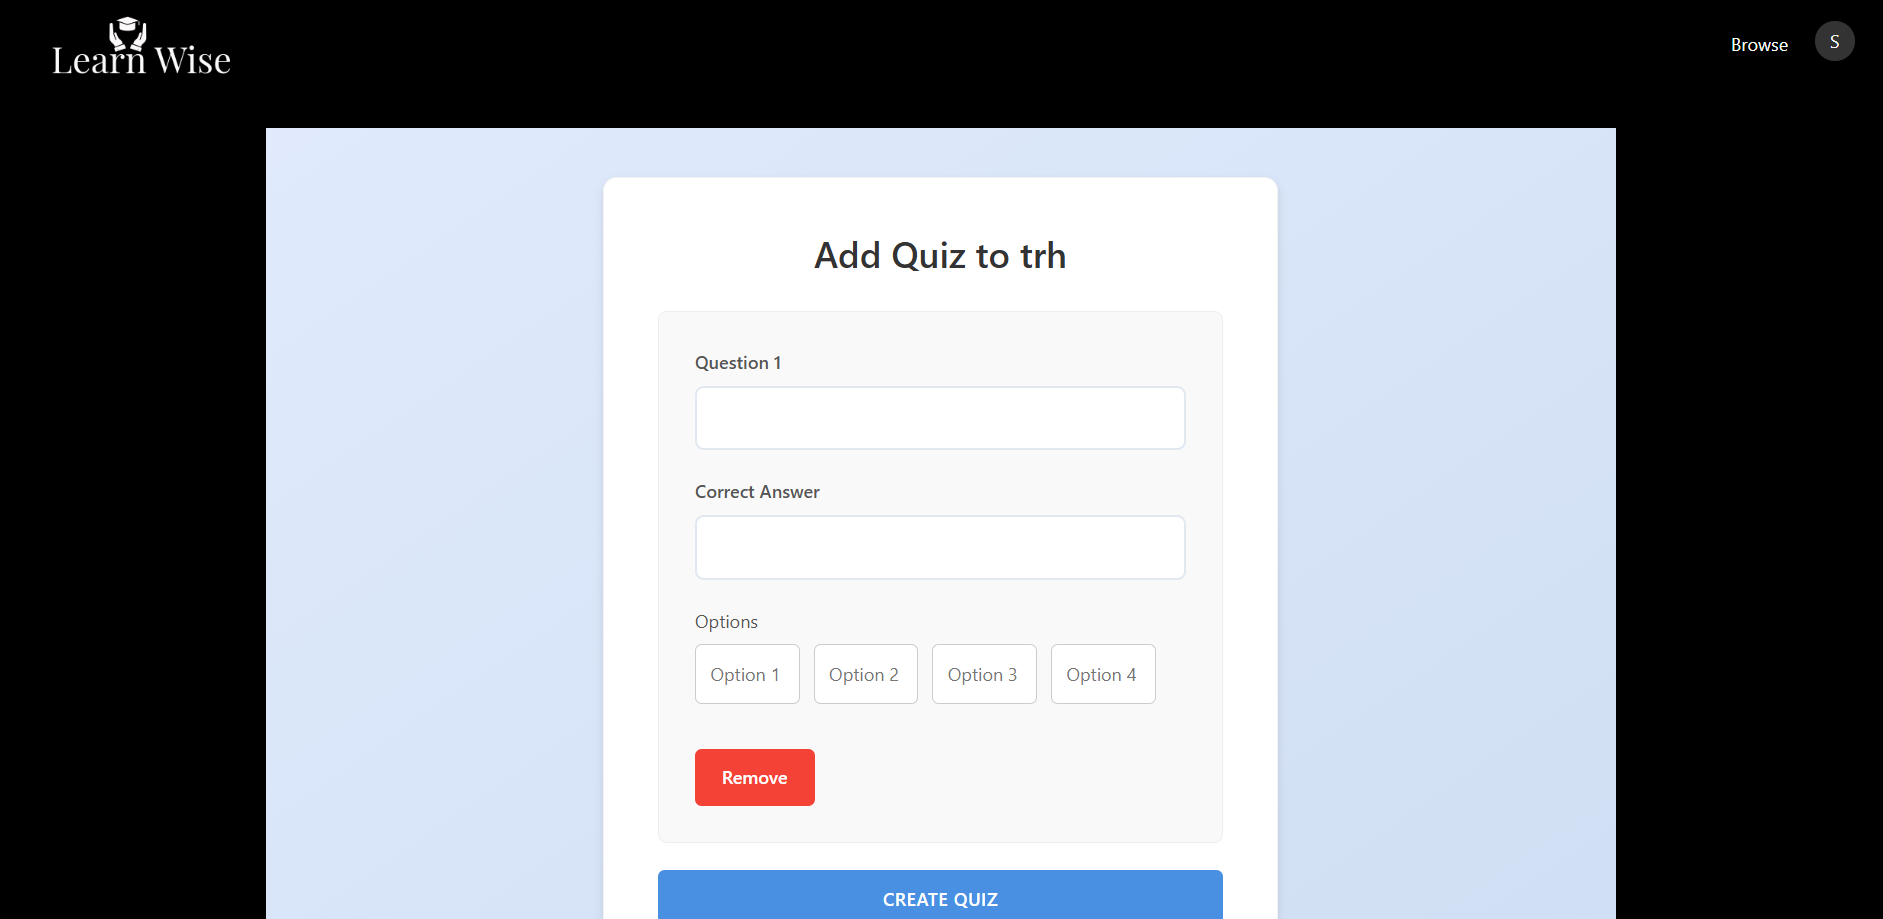 Learn Wise
Browse
S
Add Quiz to trh
Question 1
Correct Answer
Options
Option 1 Option 2 Option 3 Option 4
Remove
CREATE QUIZ